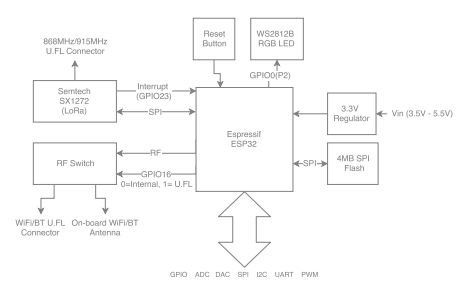 868MHz/915MHz
U.FL Connector
Reset
Button
WS2812B
RGB LED
GPIO0(P2)
Semtech
SX1272
(LoRa)
Interrupt
(GPIO23)
SPI
Espressif
ESP32
3.3V
Regulator
Vin (3.5V - 5.5V)
RF Switch
RF
GPIO16
0=Internal, 1= U.FL
SPI
4MB SPI
Flash
WiFi/BT U.FL
Connector
On-board WiFi/BT
Antenna
GPIO ADC DAC SPI I2C UART PWM